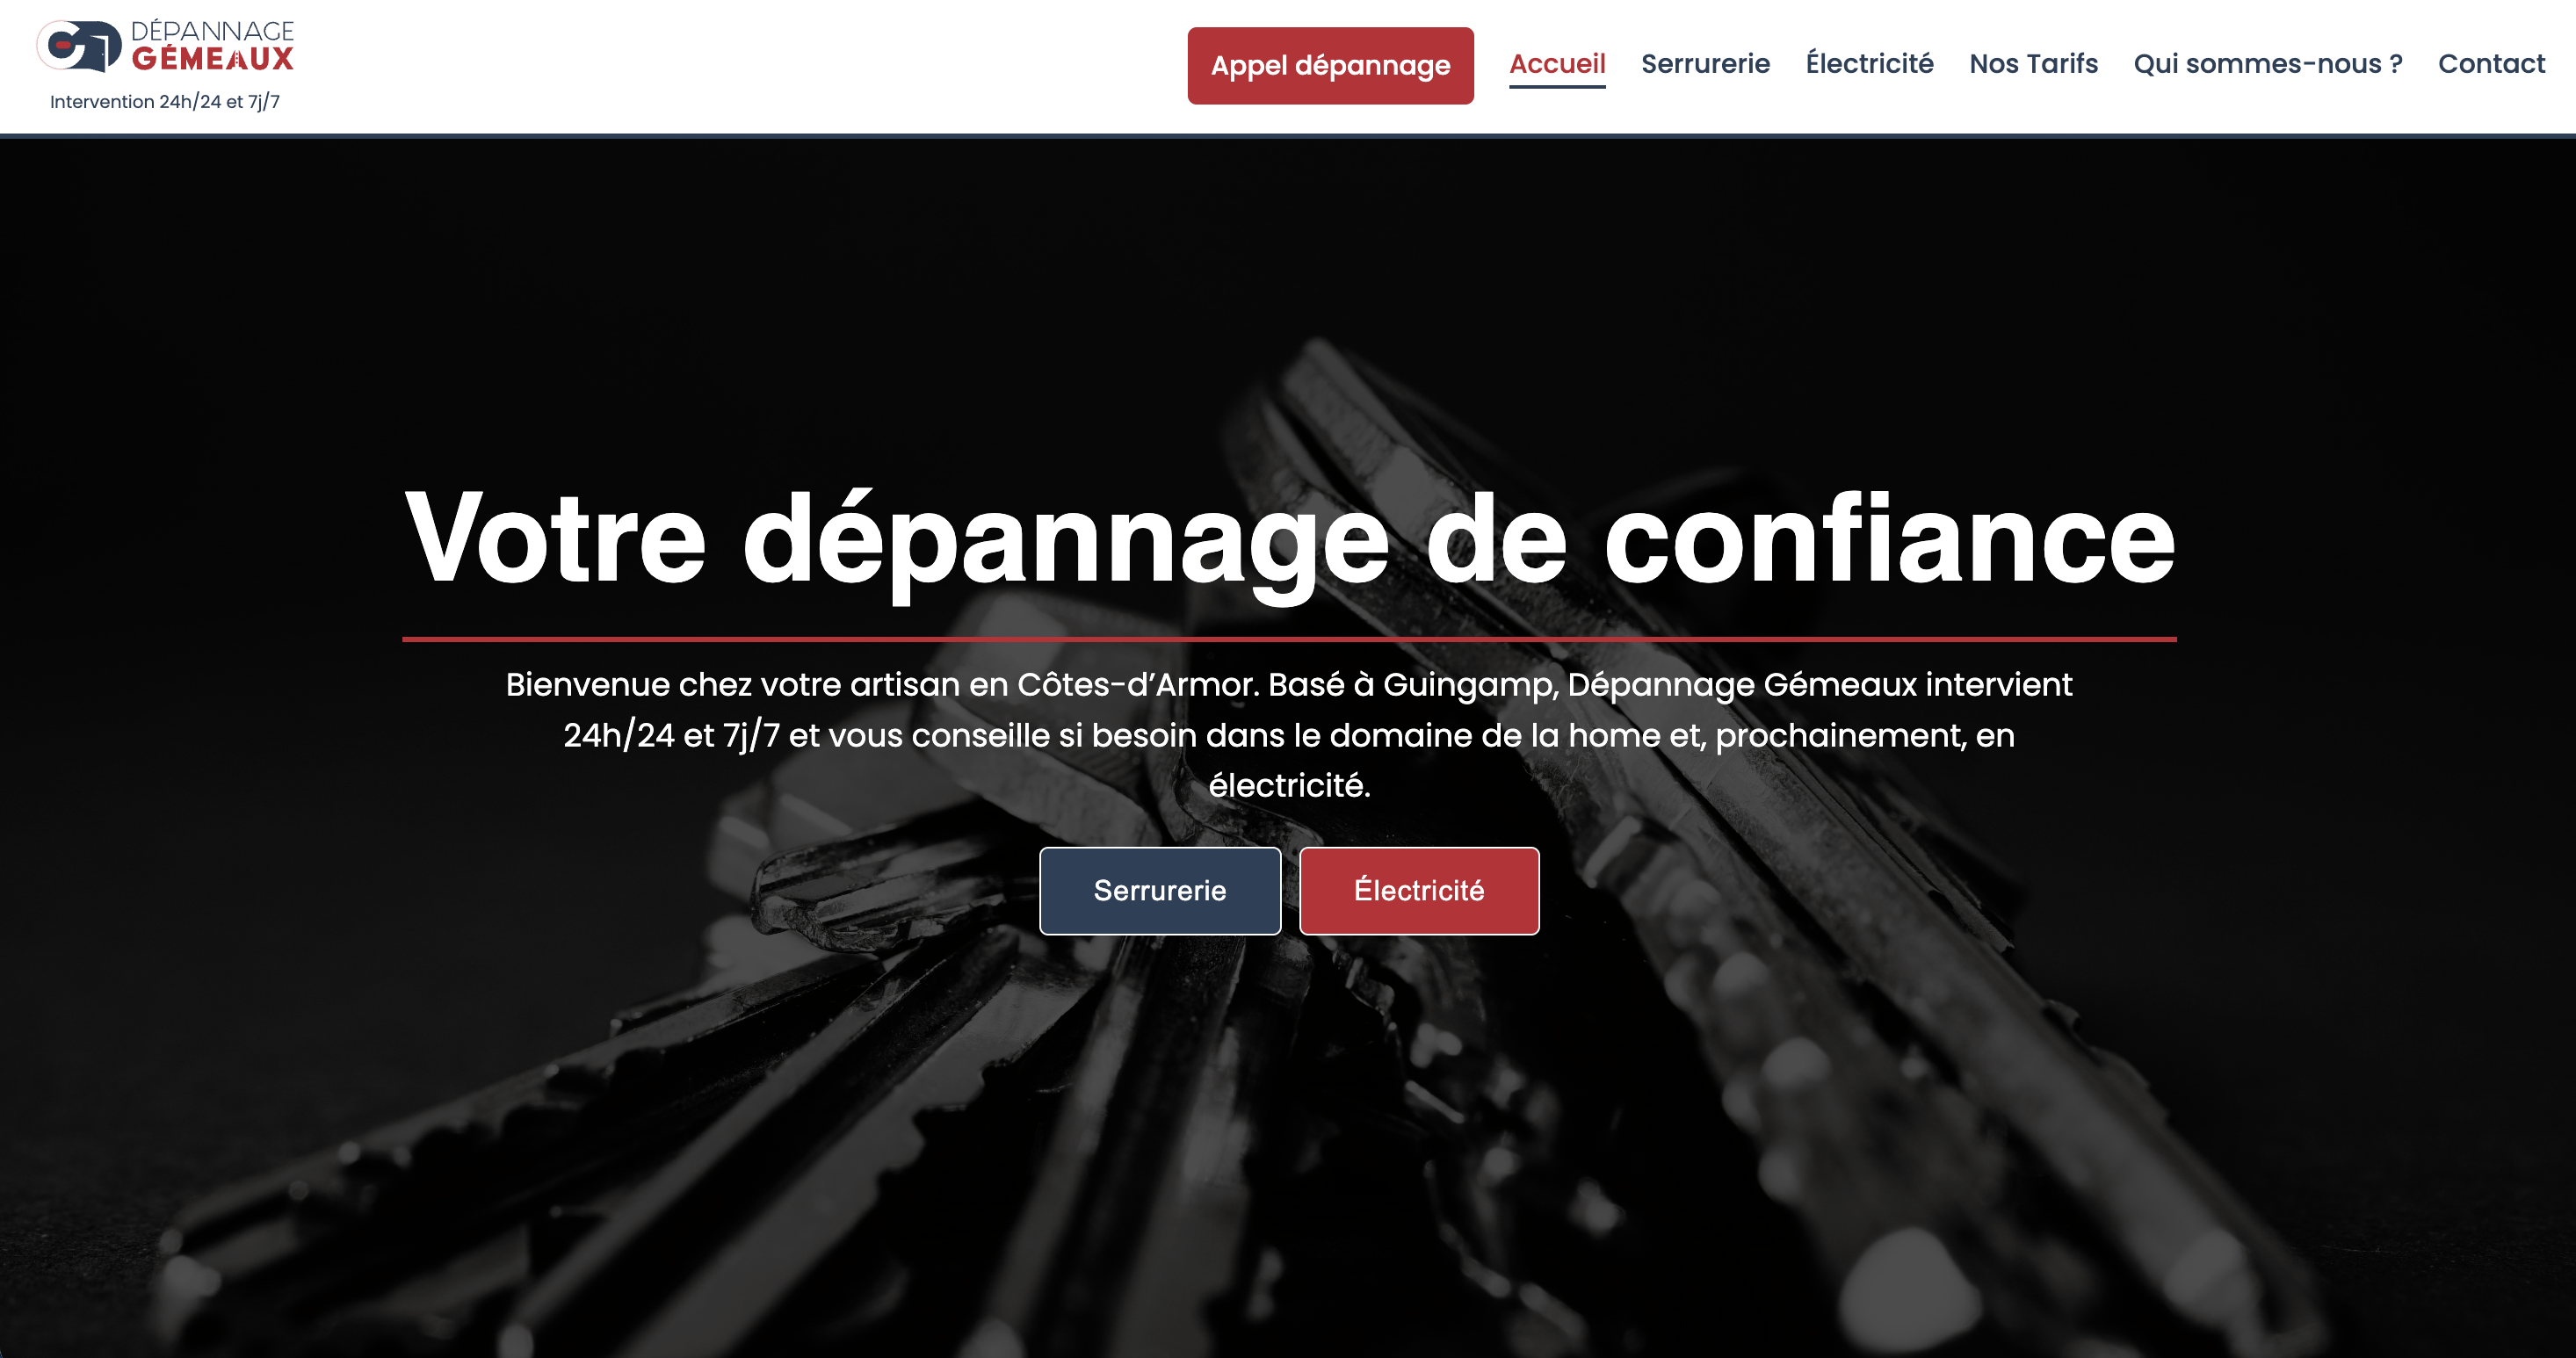 DÉPANNAGE
GÉMEAUX
Intervention 24h/24 et 7j/7
Appel dépannage
Accueil
Serrurerie
Électricité
Nos Tarifs
Qui sommes-nous ?
Contact
Votre dépannage de confiance
Bienvenue chez votre artisan en Côtes-d’Armor. Basé à Guingamp, Dépannage Gémeaux intervient
24h/24 et 7j/7 et vous conseille si besoin dans le domaine de la home et, prochainement, en
électricité.
Serrurerie
Électricité